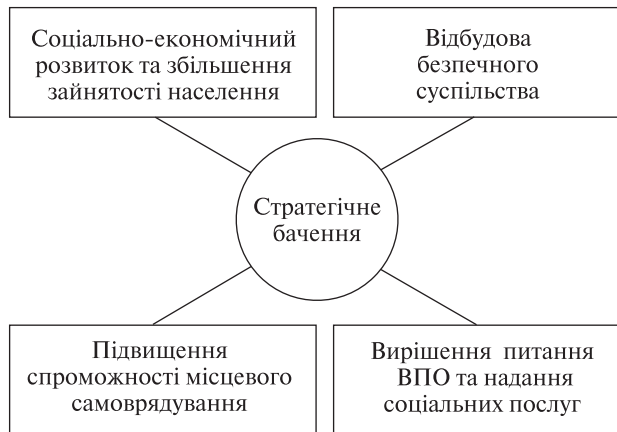 Соціально-економічний
розвиток та збільшення
зайнятості населення
Відбудова
безпечного
суспільства
Стратегічне
бачення
Підвищення
спроможності місцевого
самоврядування
Вирішення питання
ВПО та надання
соціальних послуг